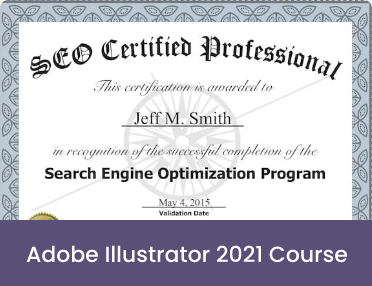 SEO Certified Professional
This certification is awarded to
Jeff M. Smith
in recognition of the successful completion of the
Search Engine Optimization Program
May 4, 2015
Validation Date
Adobe Illustrator 2021 Course